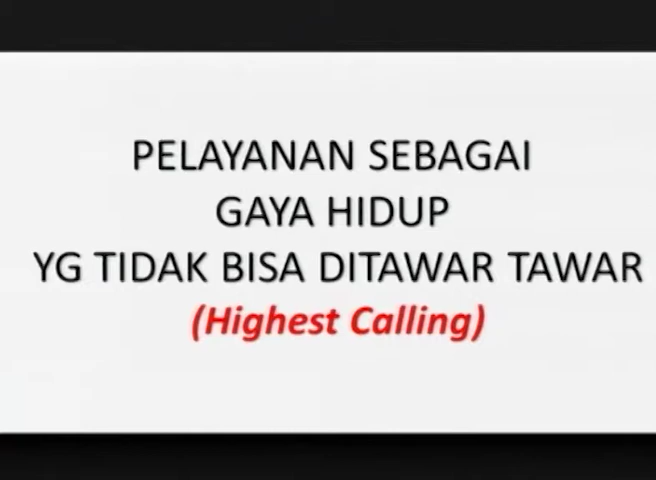 PELAYANAN SEBAGAI
GAYA HIDUP
YG TIDAK BISA DITAWAR TAWAR
(Highest Calling)